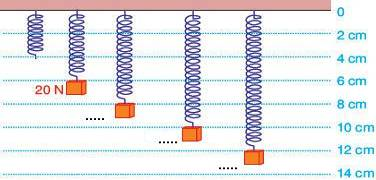 0
2 cm
4 cm
6 cm
20 N
8 cm
.....
10 cm
.....
12 cm
.....
14 cm